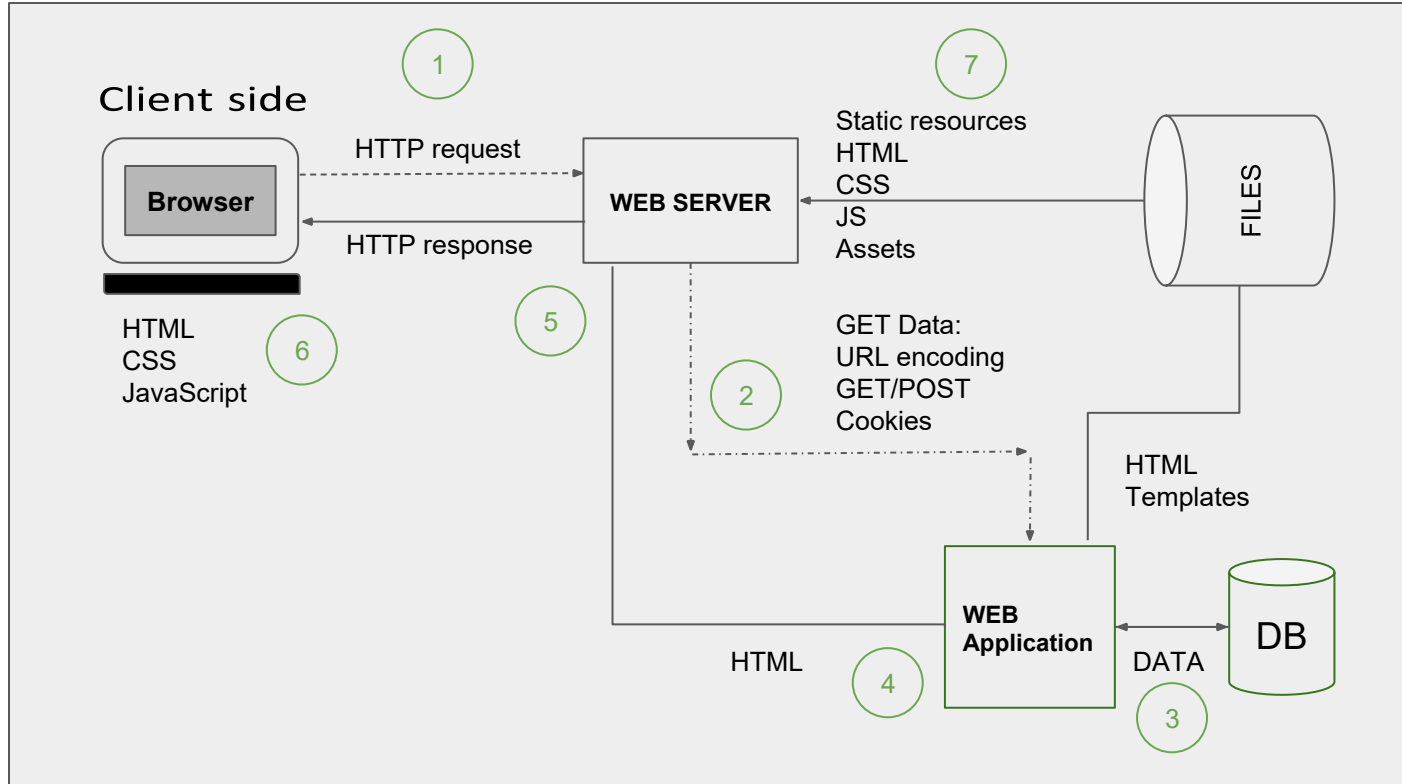 1
7
Client side
HTTP request
Browser
HTTP response
WEB SERVER
Static resources
HTML
CSS
JS
Assets
FILES
5
6
HTML
CSS
JavaScript
2
GET Data:
URL encoding
GET/POST
Cookies
HTML
Templates
WEB
Application
DB
HTML
4
DATA
3